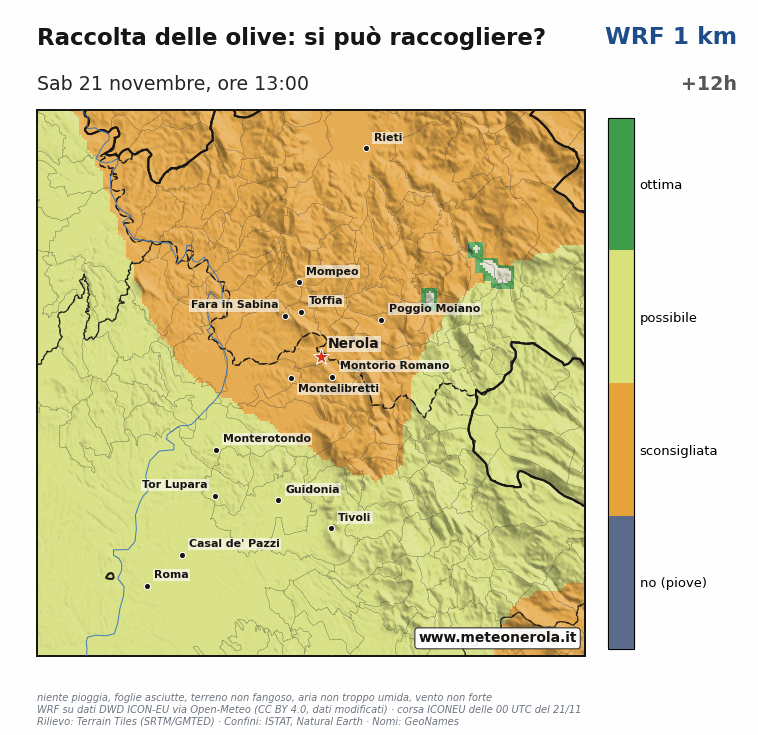 Raccolta delle olive: si può raccogliere?
WRF 1 km
Sab 21 novembre, ore 13:00
+12h
Rieti
Mompeo
Toffia
Fara in Sabina
Poggio Moiano
Nerola
Montorio Romano
Montelibretti
Monterotondo
Tor Lupara
Guidonia
Tivoli
Casal de' Pazzi
Roma
www.meteonerola.it
ottima
possibile
sconsigliata
no (piove)
niente pioggia, foglie asciutte, terreno non fangoso, aria non troppo umida, vento non forte
WRF su dati DWD ICON-EU via Open-Meteo (CC BY 4.0, dati modificati) · corsa ICONEU delle 00 UTC del 21/11
Rilievo: Terrain Tiles (SRTM/GMTED) · Confini: ISTAT, Natural Earth · Nomi: GeoNames